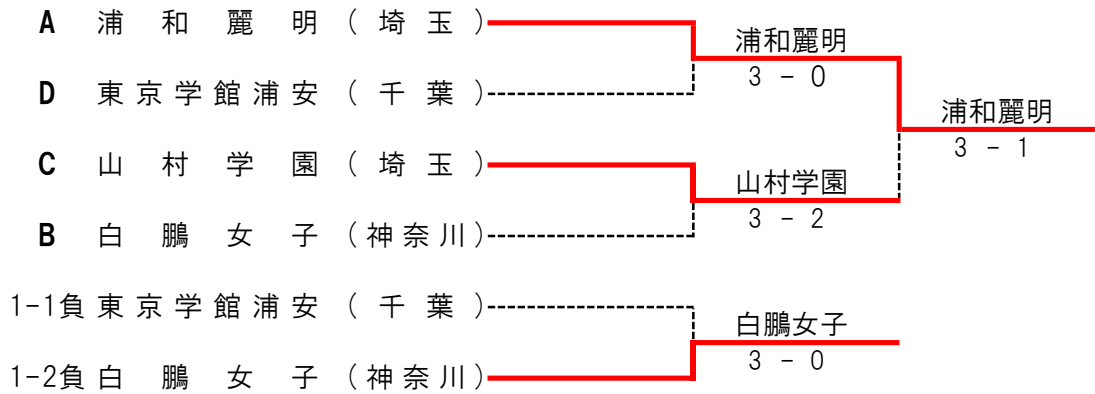 A 浦和麗明（埼玉）
浦和麗明
3 - 0
D 東京学館浦安（千葉）
浦和麗明
3 - 1
C 山村学園（埼玉）
山村学園
3 - 2
B 白鵬女子（神奈川）
1-1負 東京学館浦安（千葉）
白鵬女子
3 - 0
1-2負 白鵬女子（神奈川）